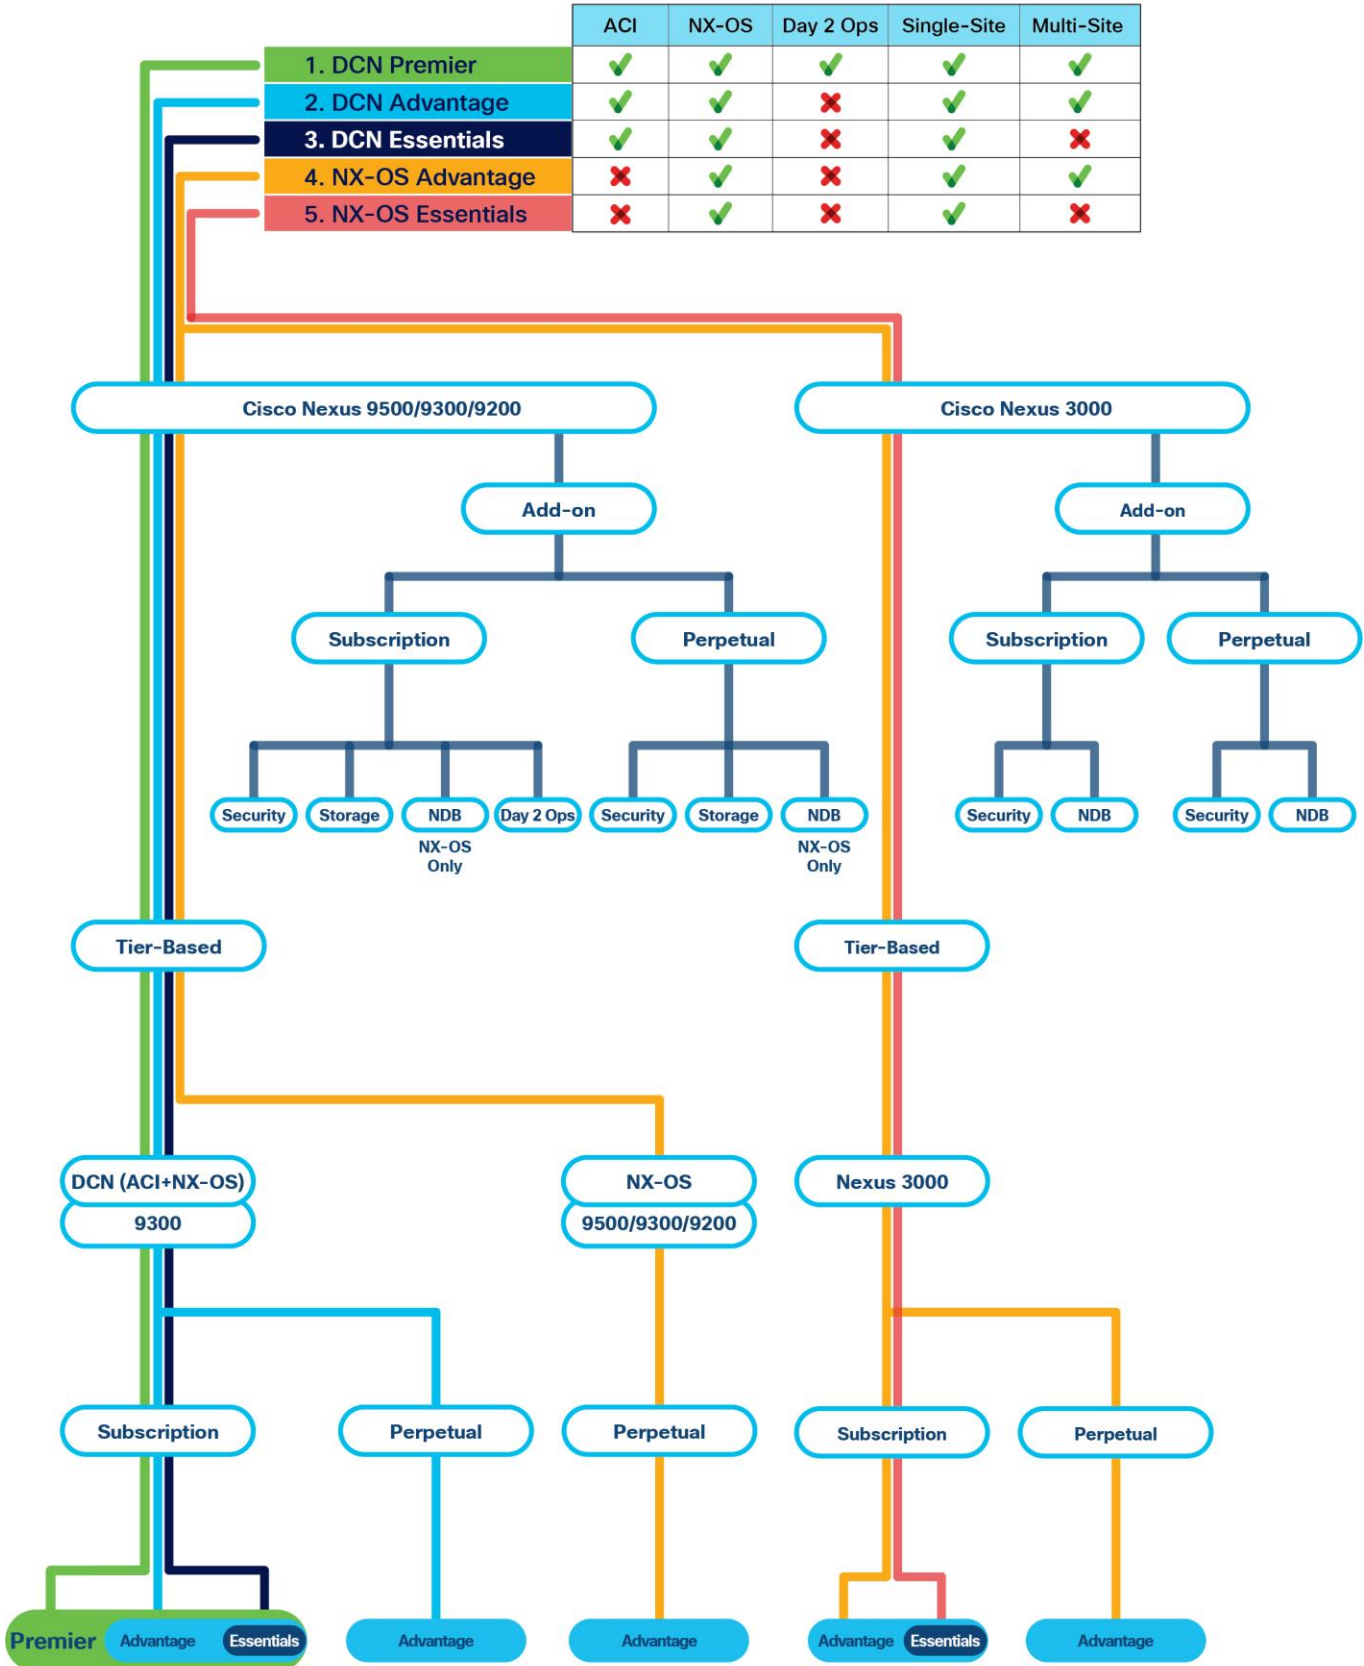 ACI NX-OS Day 2 Ops Single-Site Multi-Site
1. DCN Premier
2. DCN Advantage
3. DCN Essentials
4. NX-OS Advantage
5. NX-OS Essentials
Cisco Nexus 9500/9300/9200 Cisco Nexus 3000
Add-on Add-on
Subscription Perpetual Subscription Perpetual
Security Storage NDB Day 2 Ops Security Storage NDB Security NDB Security NDB
NX-OS NX-OS
Only Only
Tier-Based Tier-Based
DCN (ACI+NX-OS) NX-OS Nexus 3000
9300 9500/9300/9200
Subscription Perpetual Perpetual Subscription Perpetual
Premier Advantage Essentials Advantage Advantage Advantage Essentials Advantage